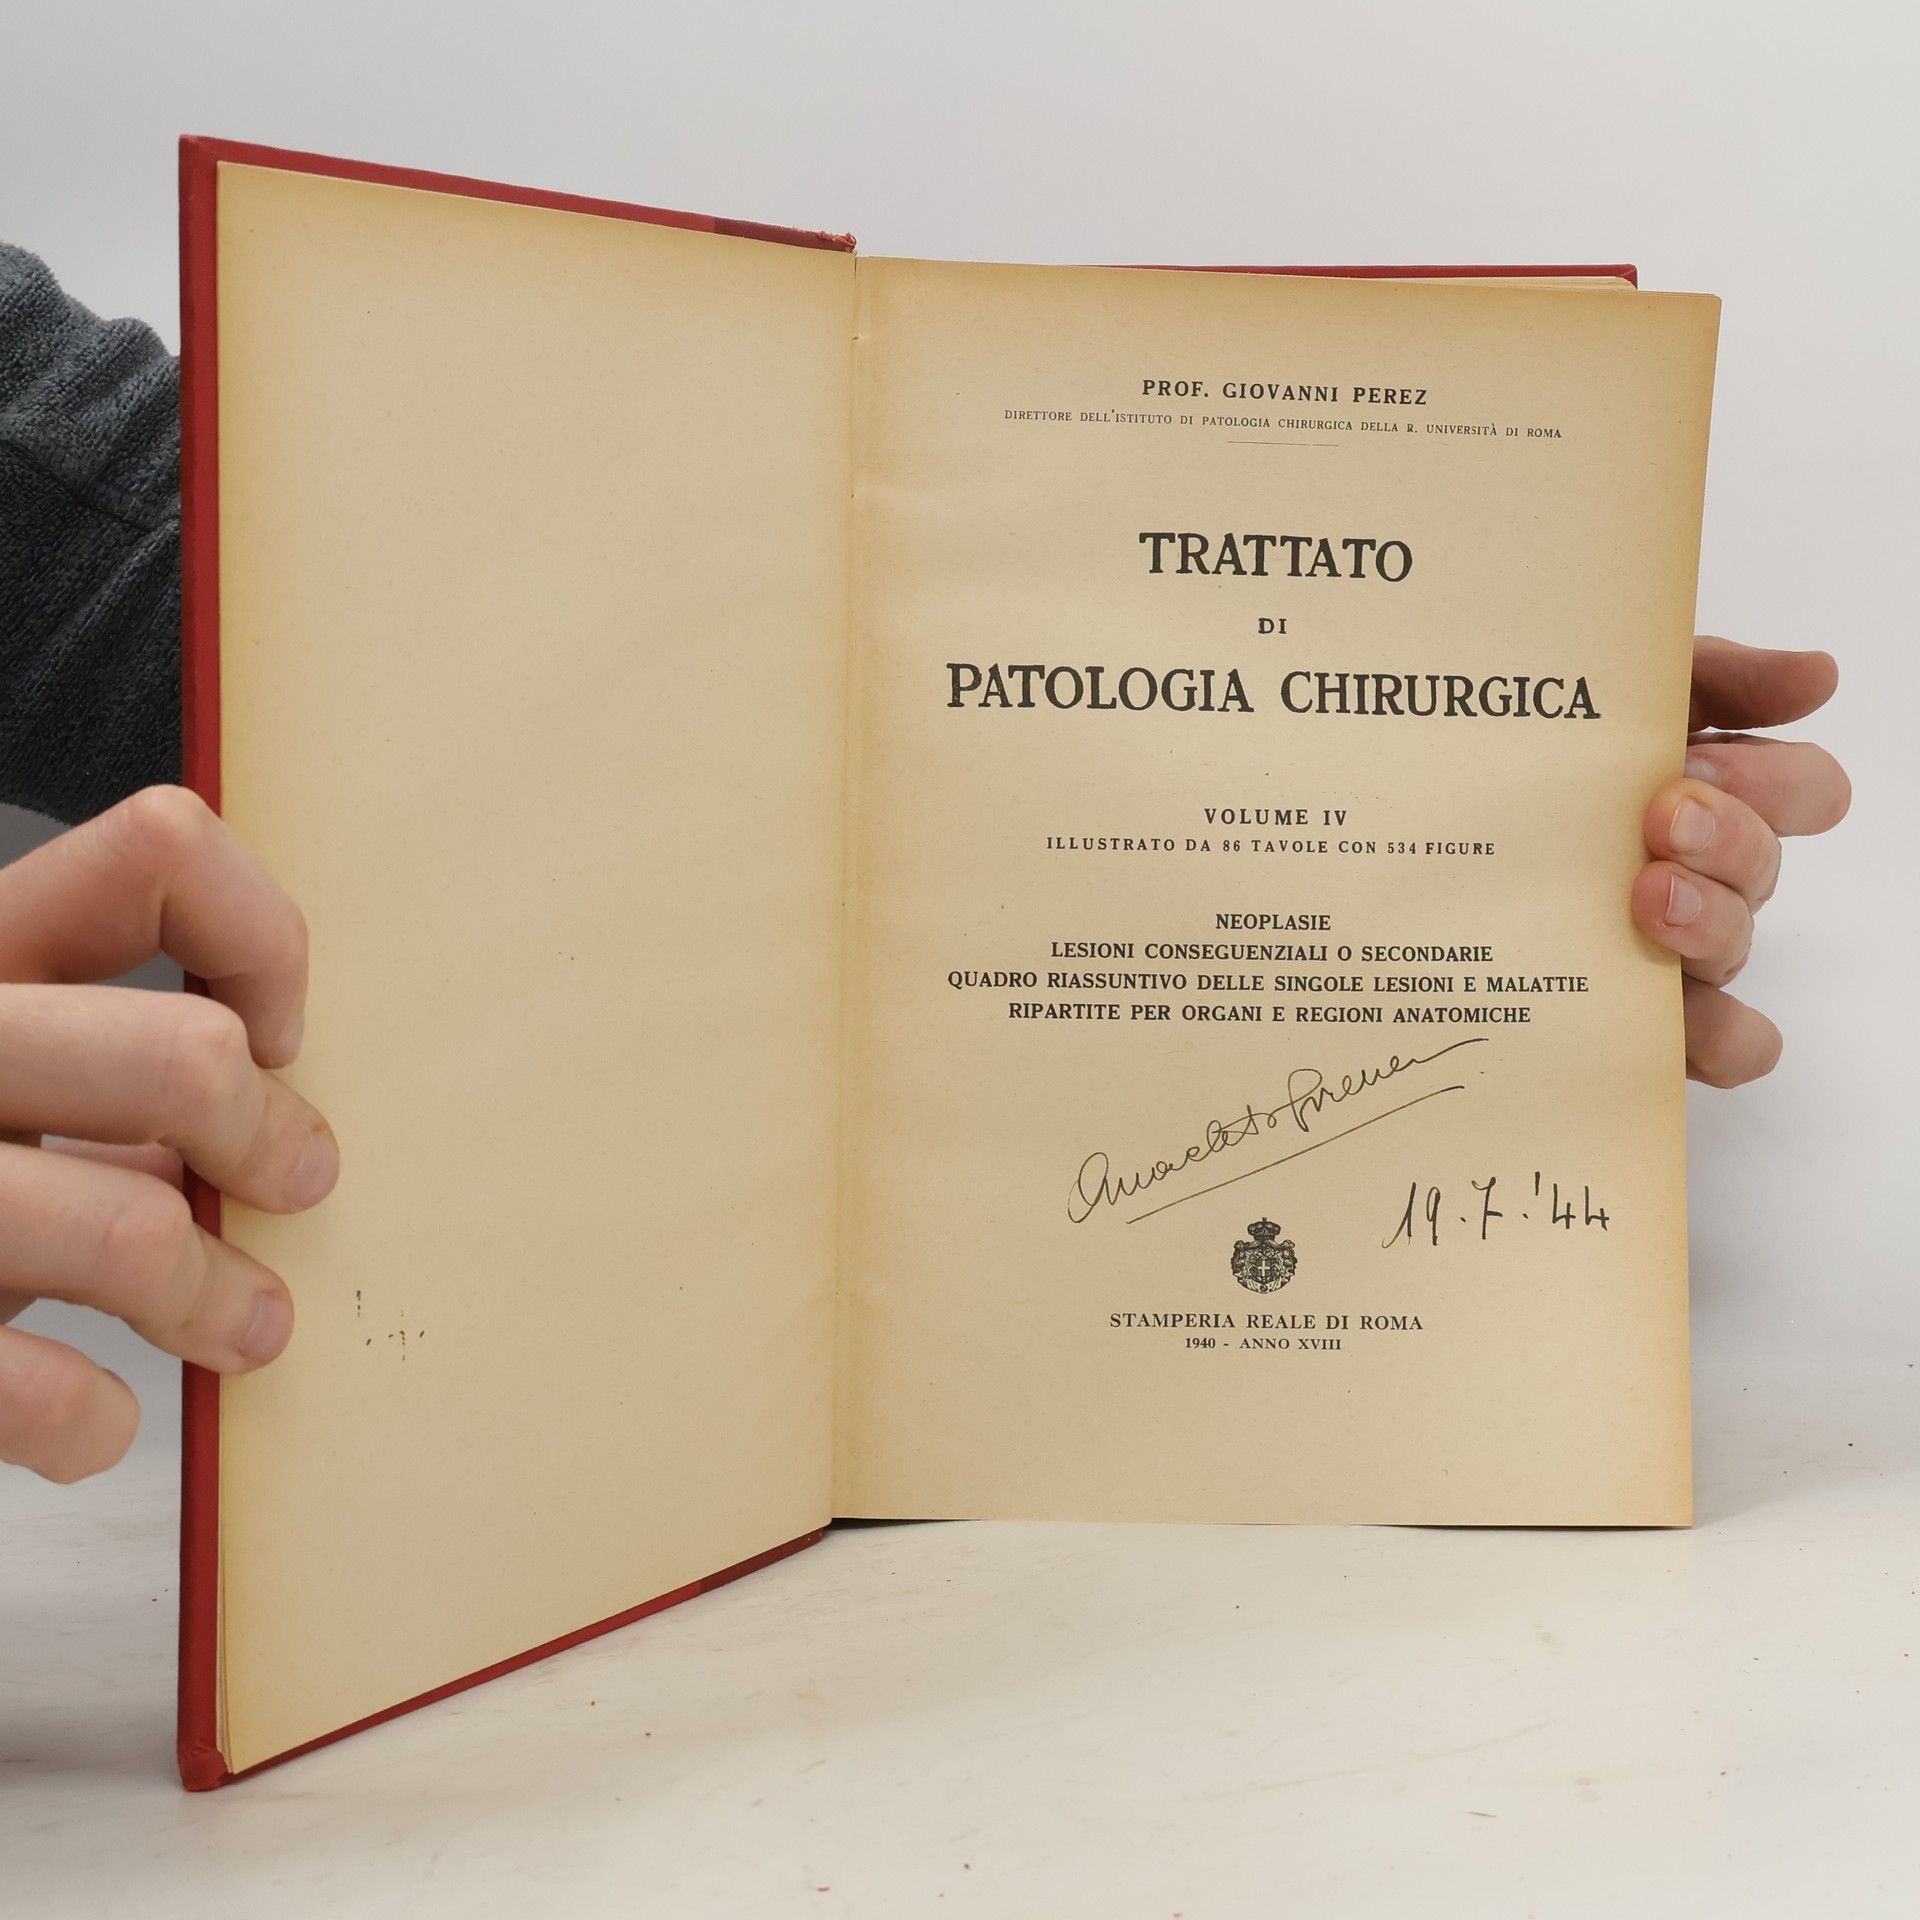 PROF. GIOVANNI PEREZ
DIRETTORE DELL'ISTITUTO DI PATOLOGIA CHIRURGICA DELLA R. UNIVERSITÀ DI ROMA
TRATTATO
DI
PATOLOGIA CHIRURGICA
VOLUME IV
ILLUSTRATO DA 86 TAVOLE CON 534 FIGURE
NEOPLASIE
LESIONI CONSEGUENZIALI O SECONDARIE
QUADRO RIASSUNTIVO DELLE SINGOLE LESIONI E MALATTIE
RIPARTITE PER ORGANI E REGIONI ANATOMICHE
19.7.'44
STAMPERIA REALE DI ROMA
1940 - ANNO XVIII